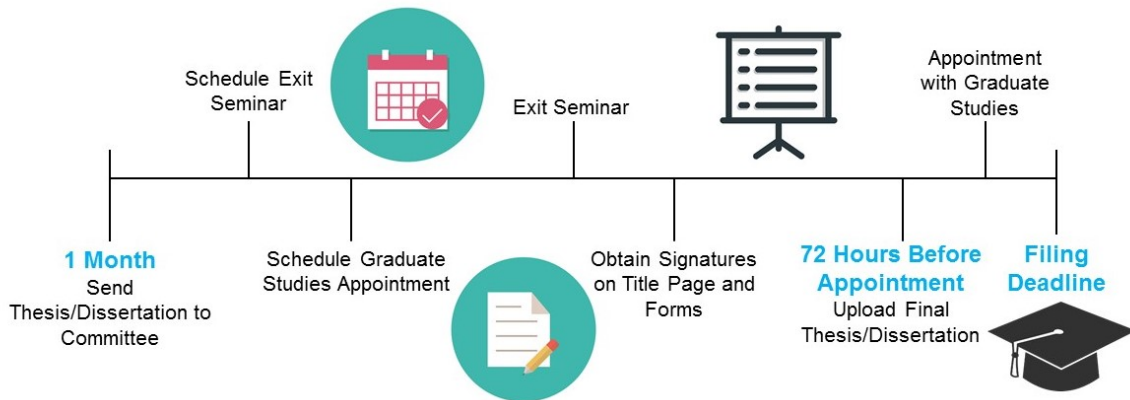 Schedule Exit
Seminar
Exit Seminar
Appointment
with Graduate
Studies
1 Month
Send
Thesis/Dissertation to
Committee
Schedule Graduate
Studies Appointment
Obtain Signatures
on Title Page and
Forms
72 Hours Before
Appointment
Upload Final
Thesis/Dissertation
Filing
Deadline